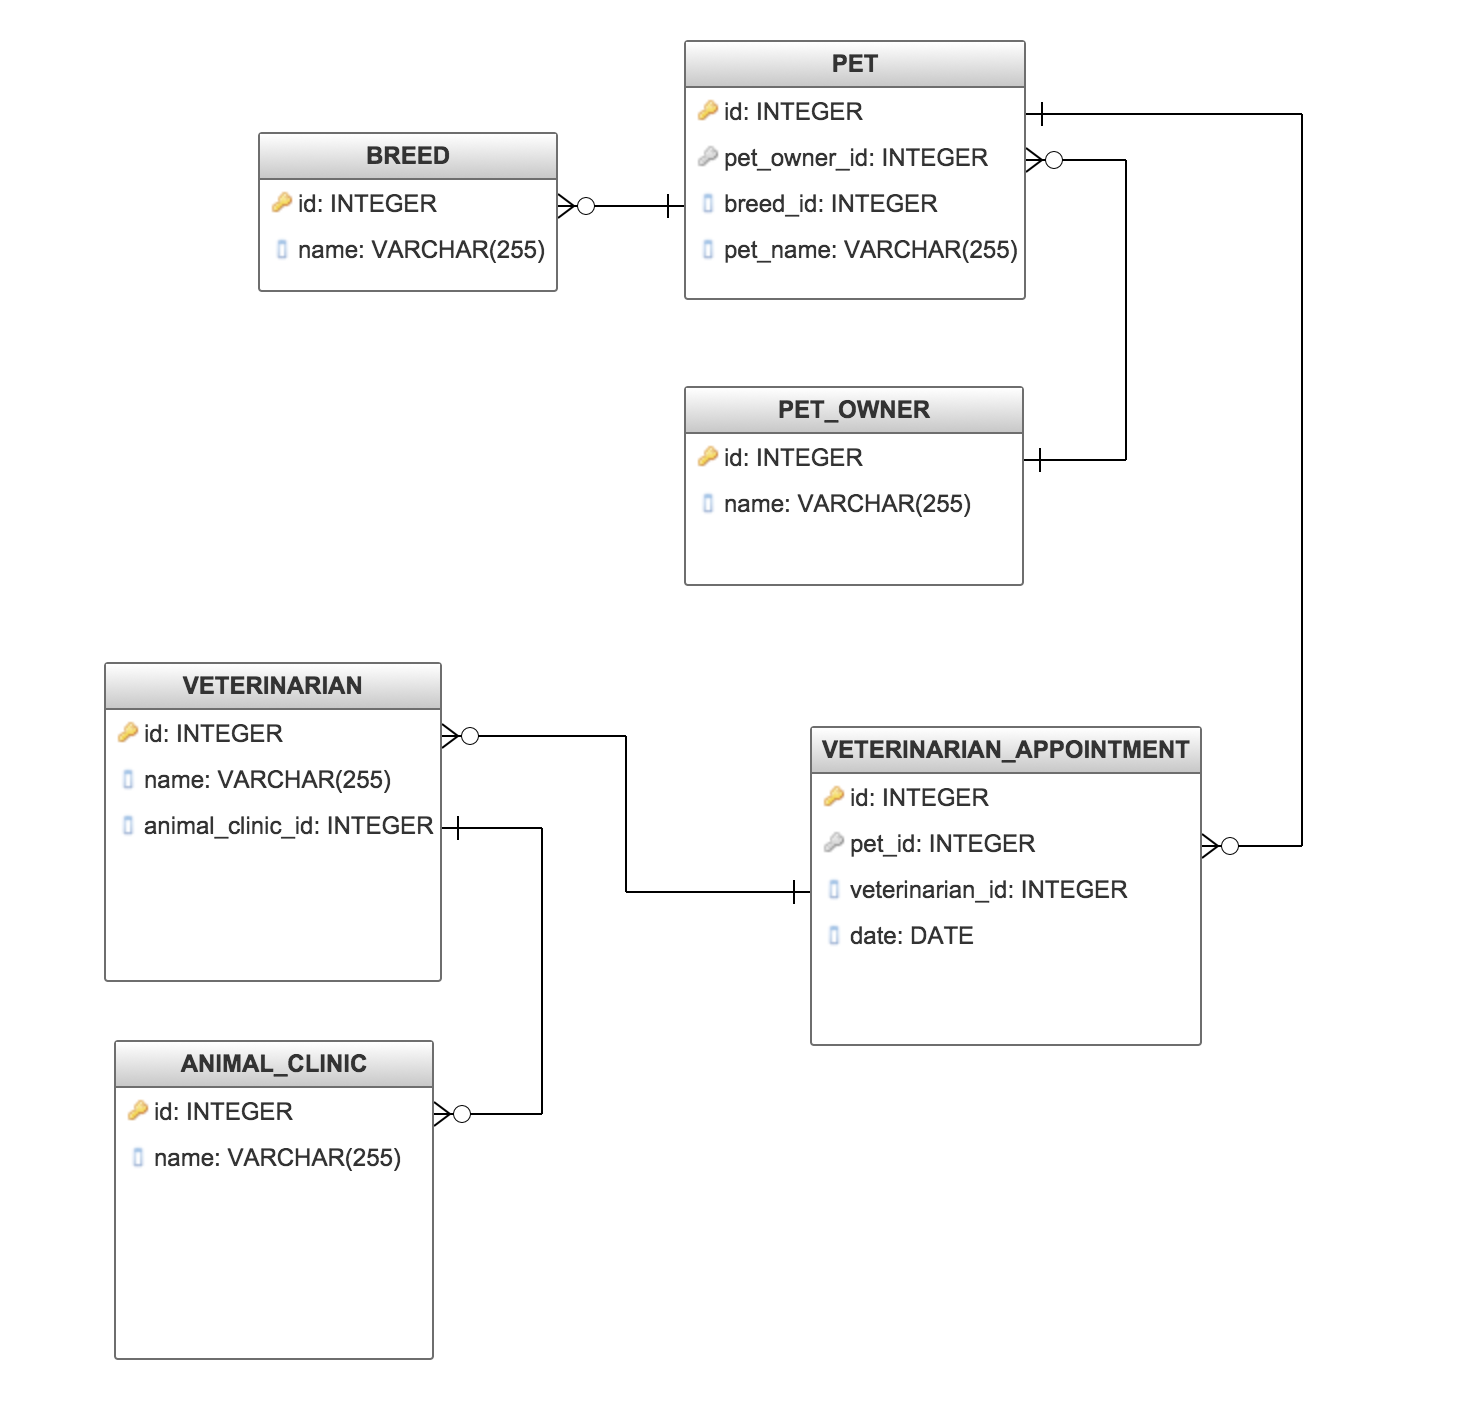 PET
id: INTEGER
pet_owner_id: INTEGER
breed_id: INTEGER
pet_name: VARCHAR(255)
BREED
id: INTEGER
name: VARCHAR(255)
PET_OWNER
id: INTEGER
name: VARCHAR(255)
VETERINARIAN
id: INTEGER
name: VARCHAR(255)
animal_clinic_id: INTEGER
VETERINARIAN_APPOINTMENT
id: INTEGER
pet_id: INTEGER
veterinarian_id: INTEGER
date: DATE
ANIMAL_CLINIC
id: INTEGER
name: VARCHAR(255)